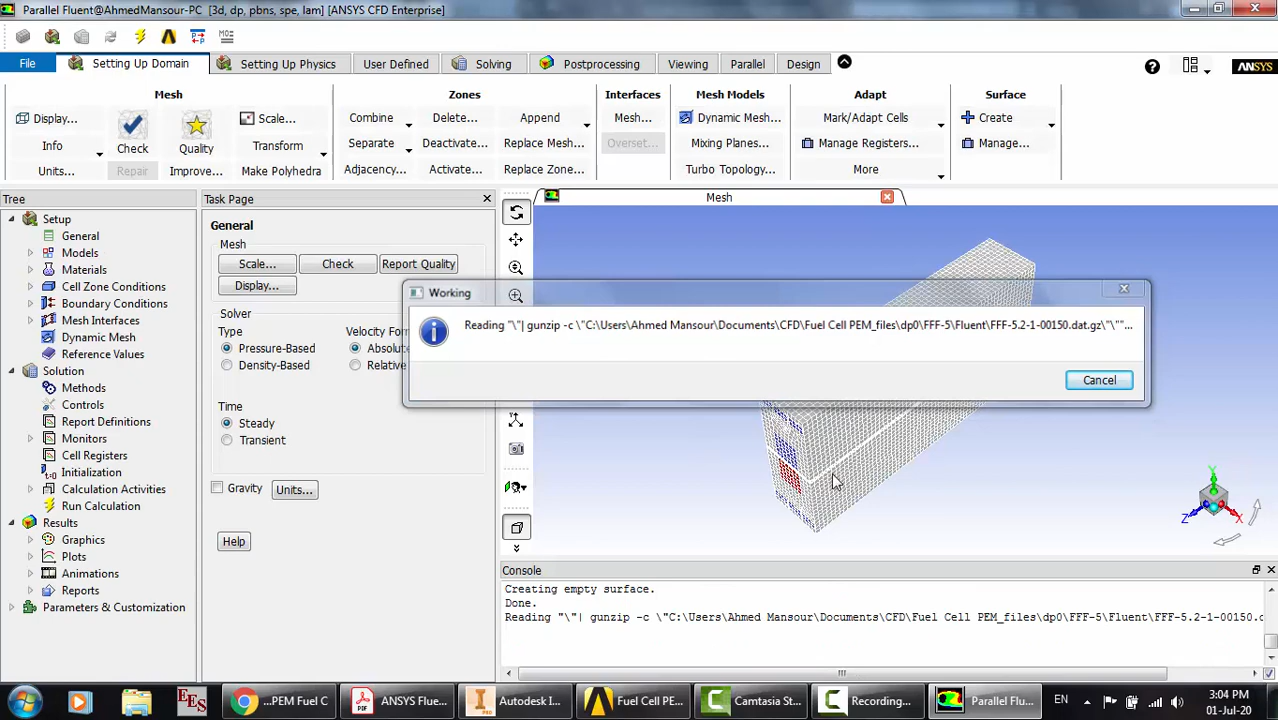 Parallel Fluent@AhmedMansour-PC [3d, dp, pbns, spe, lam] [ANSYS CFD Enterprise]
File
Setting Up Domain
Setting Up Physics
User Defined
Solving
Postprocessing
Viewing
Parallel
Design
ANSYS
Mesh
Zones
Interfaces
Mesh Models
Adapt
Surface
Display...
Scale...
Combine
Delete...
Append
Mesh...
Dynamic Mesh...
Mark/Adapt Cells
Create
Info
Check
Quality
Transform
Separate
Deactivate...
Replace Mesh...
Overset...
Mixing Planes...
Manage Registers...
Manage...
Units...
Repair
Improve...
Make Polyhedra
Adjacency...
Activate...
Replace Zone...
Turbo Topology...
More
Tree
Task Page
Mesh
Setup
General
Models
Materials
Cell Zone Conditions
Boundary Conditions
Mesh Interfaces
Dynamic Mesh
Reference Values
Solution
Methods
Controls
Report Definitions
Monitors
Cell Registers
Initialization
Calculation Activities
Run Calculation
Results
Graphics
Plots
Animations
Reports
Parameters & Customization
General
Mesh
Scale...
Check
Report Quality
Display...
Solver
Type
Velocity Form
Pressure-Based
Absolu
Density-Based
Relative
Time
Steady
Transient
Gravity
Units...
Help
Working
Reading "\"| gunzip -c \"C:\Users\Ahmed Mansour\Documents\CFD\Fuel Cell PEM_files\dp0\FFF-5\Fluent\FFF-5.2-1-00150.dat.gz\"\""...
Cancel
Y
Z
X
Console
Creating empty surface.
Done.
Reading "\"| gunzip -c \"C:\Users\Ahmed Mansour\Documents\CFD\Fuel Cell PEM_files\dp0\FFF-5\Fluent\FFF-5.2-1-00150.d
EES
...PEM Fuel C
ANSYS Flue...
Autodesk I...
Fuel Cell PE...
Camtasia St...
Recording...
Parallel Flu...
EN
3:04 PM
01-Jul-20